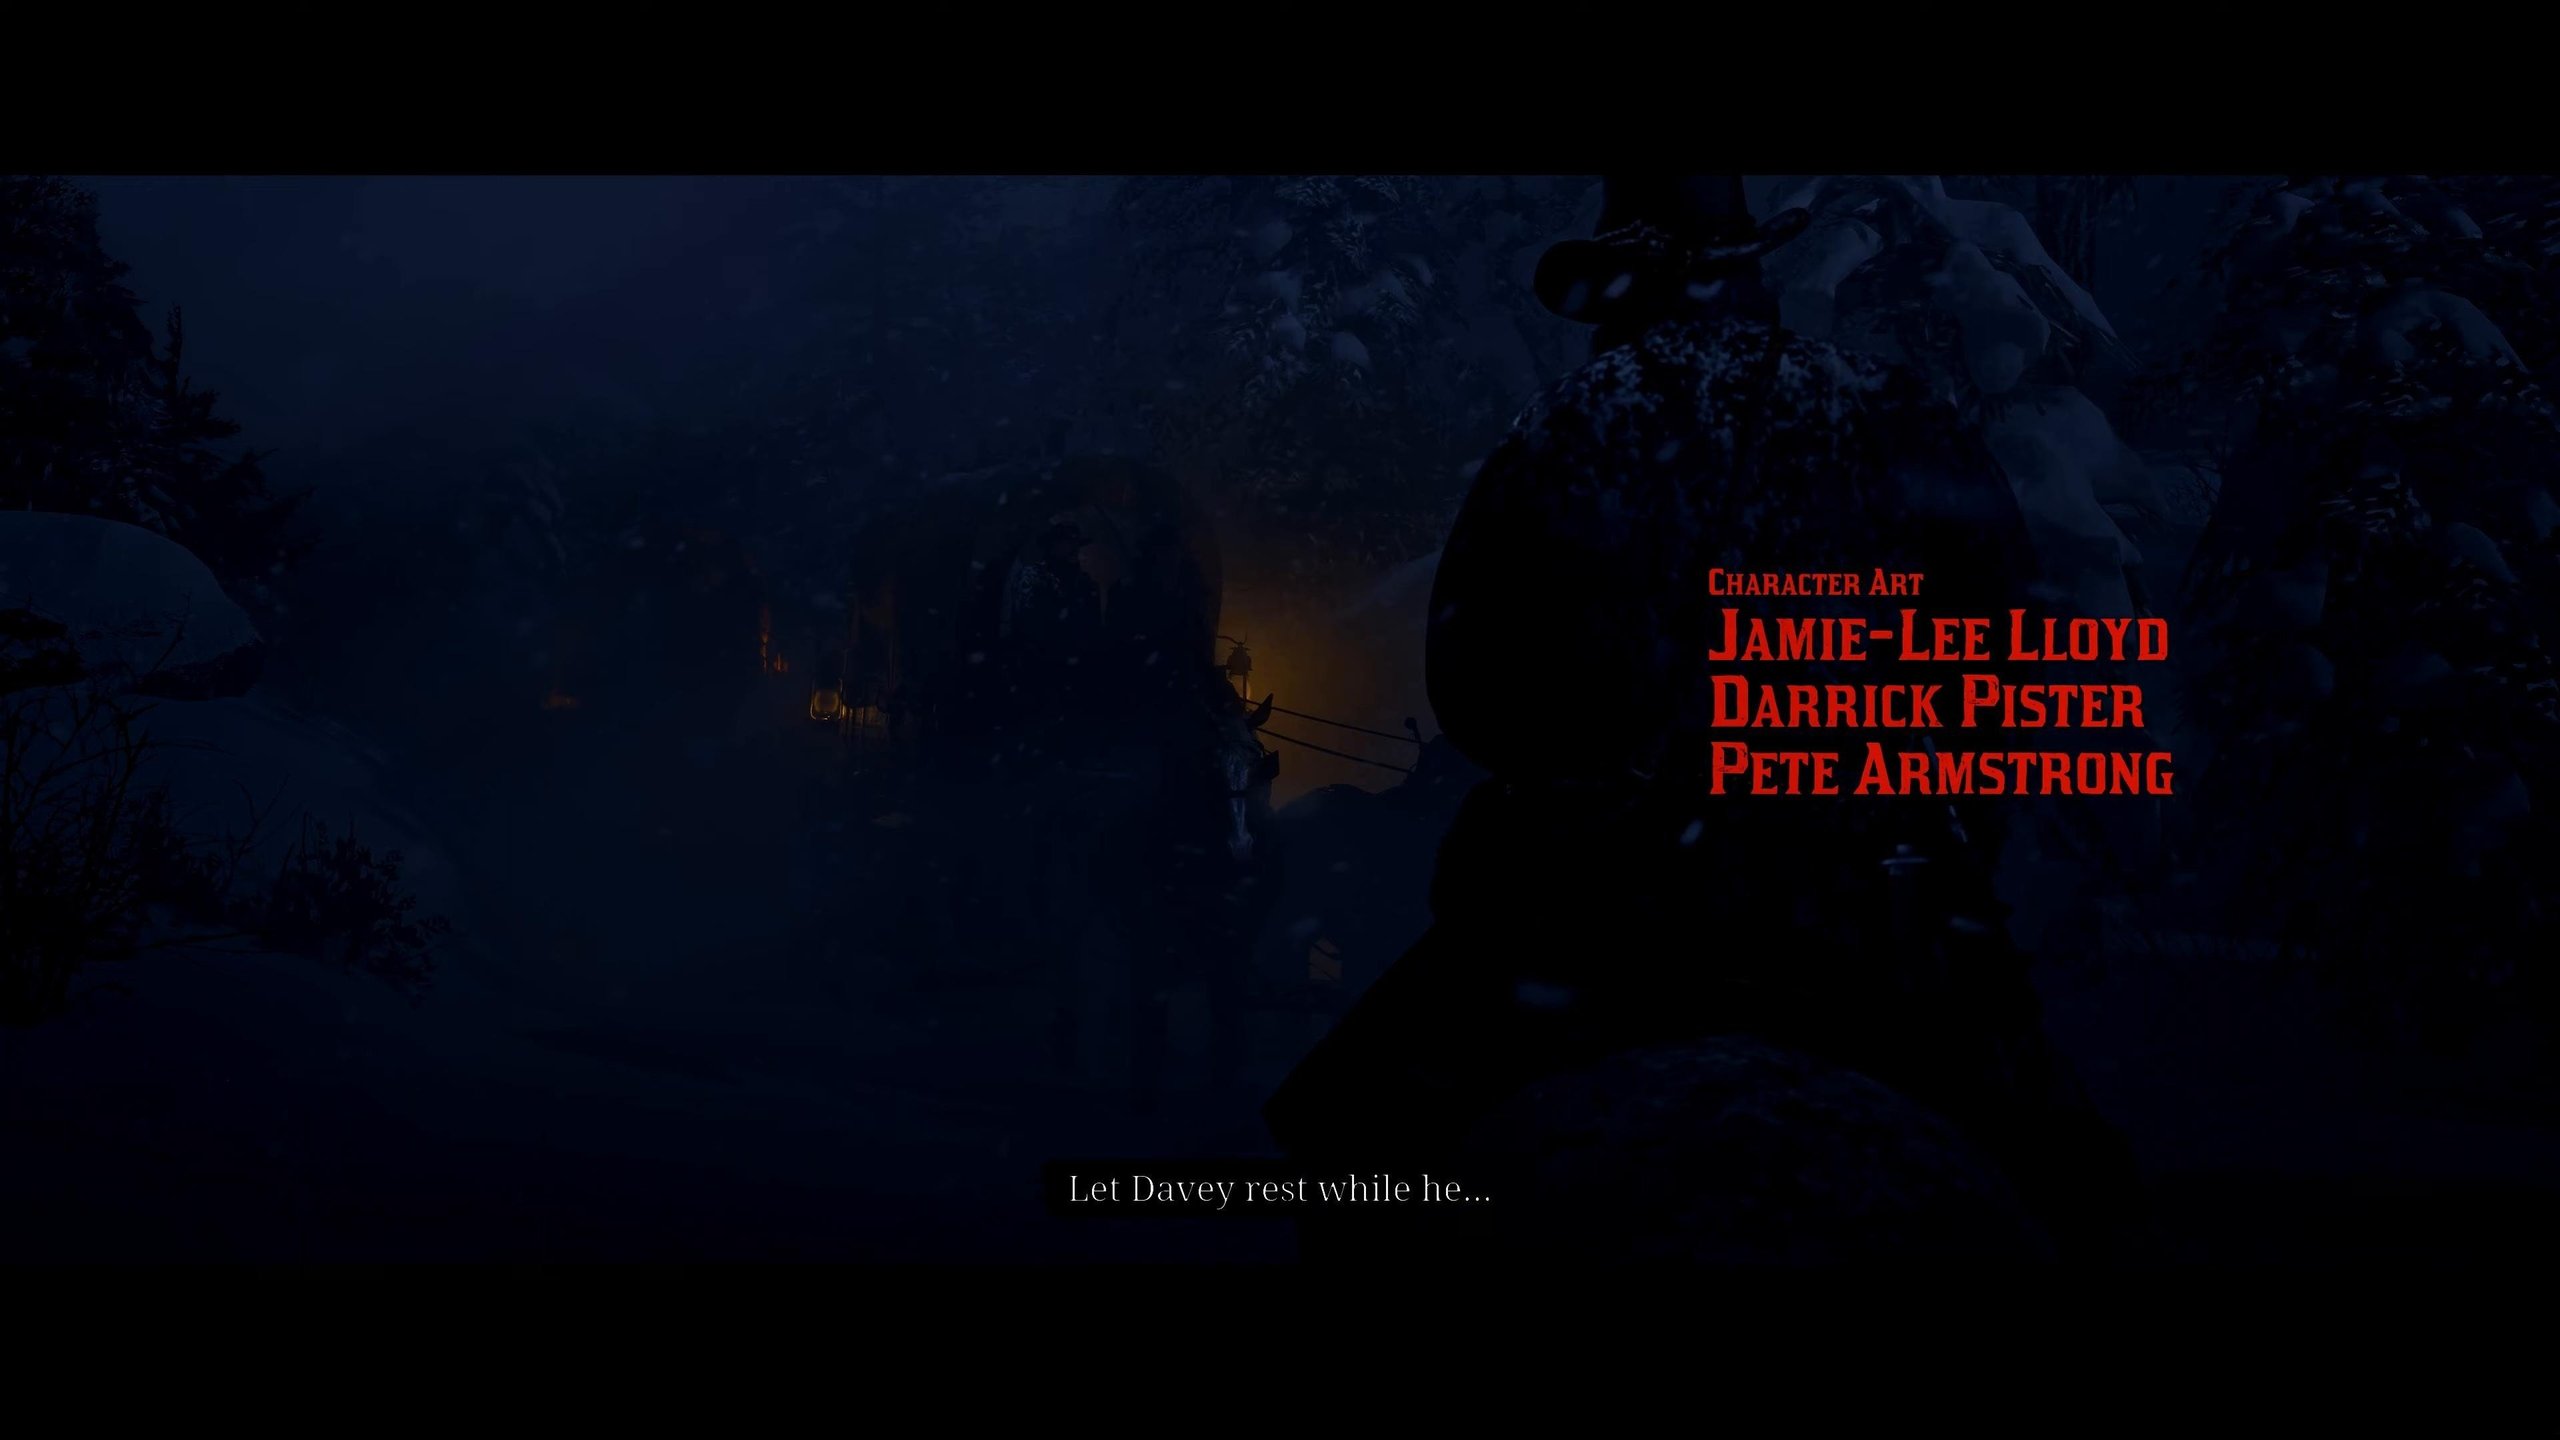 Character Art
Jamie-Lee Lloyd
Darrick Pister
Pete Armstrong
Let Davey rest while he...